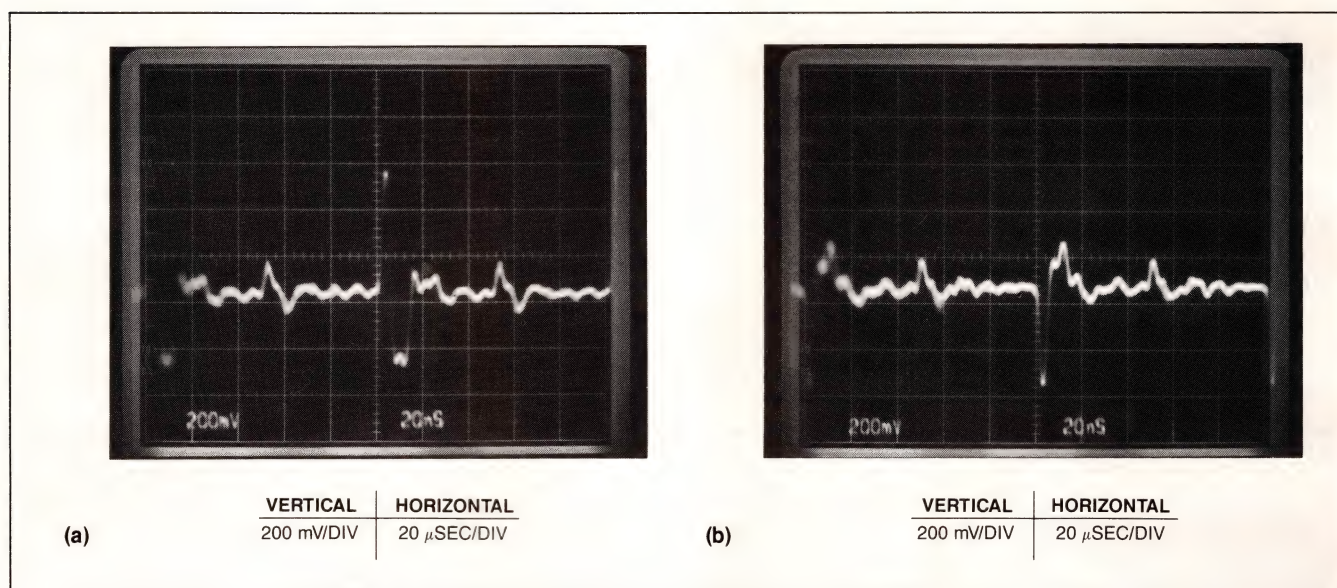 200mV 20nS
200mV 20nS
VERTICAL HORIZONTAL
200 mV/DIV 20 μSEC/DIV
(a)
VERTICAL HORIZONTAL
200 mV/DIV 20 μSEC/DIV
(b)